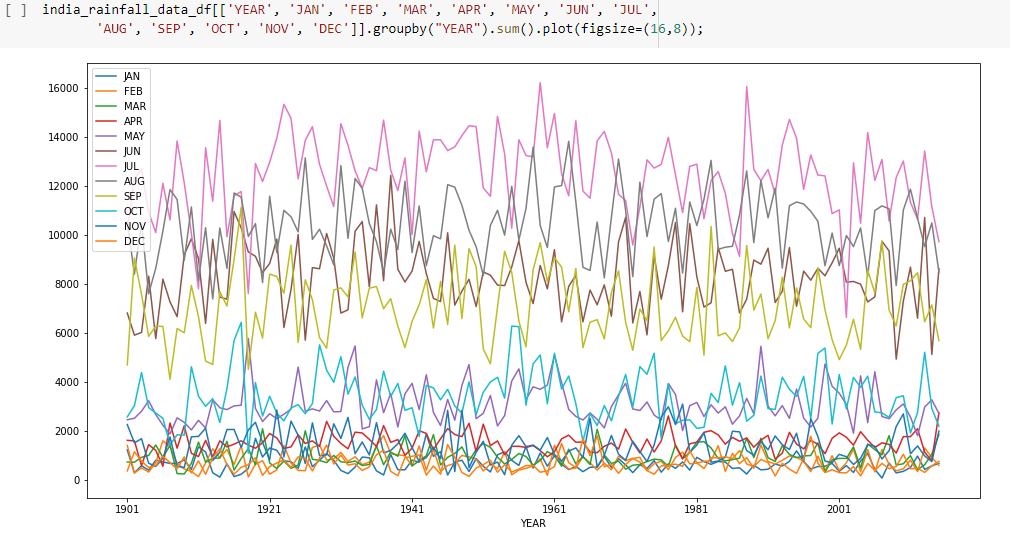 [ ] india_rainfall_data_df[['YEAR', 'JAN', 'FEB', 'MAR', 'APR', 'MAY', 'JUN', 'JUL',
'AUG', 'SEP', 'OCT', 'NOV', 'DEC']].groupby("YEAR").sum().plot(figsize=(16,8));
16000
14000
12000
10000
8000
6000
4000
2000
0
JAN
FEB
MAR
APR
MAY
JUN
JUL
AUG
SEP
OCT
NOV
DEC
1901 1921 1941 1961 1981 2001
YEAR